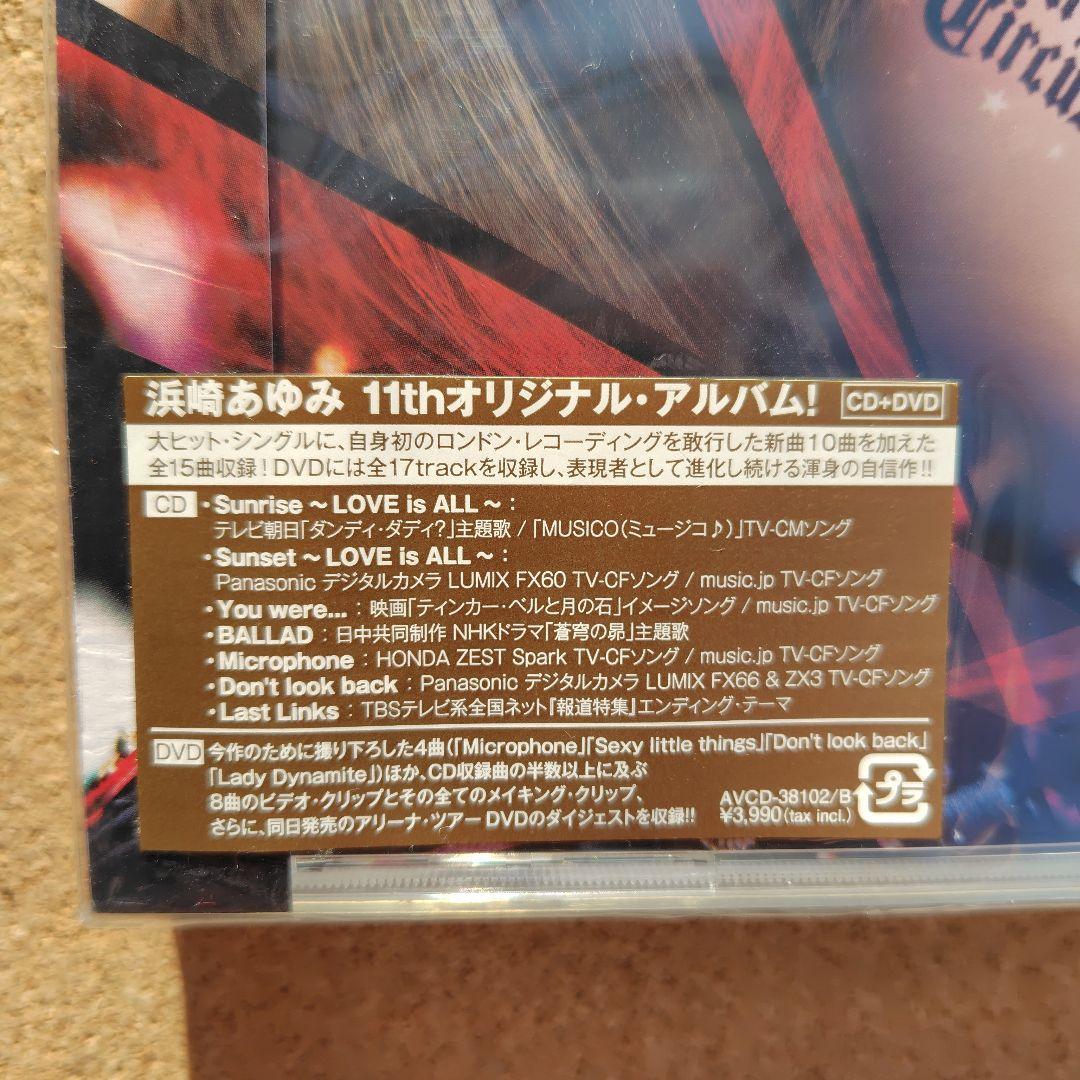 Circus
浜崎あゆみ 11thオリジナル・アルバム! CD+DVD
大ヒット・シングルに、自身初のロンドン・レコーディングを敢行した新曲10曲を加えた
全15曲収録!DVDには全17trackを収録し、表現者として進化し続ける渾身の自信作!!
CD ・Sunrise ~LOVE is ALL~:
テレビ朝日「ダンディ・ダディ?」主題歌 / 「MUSICO(ミュージコ♪)」TV-CMソング
・Sunset ~LOVE is ALL~:
Panasonic デジタルカメラ LUMIX FX60 TV-CFソング / music.jp TV-CFソング
・You were...:映画「ティンカー・ベルと月の石」イメージソング / music.jp TV-CFソング
・BALLAD:日中共同制作 NHKドラマ「蒼穹の昴」主題歌
・Microphone:HONDA ZEST Spark TV-CFソング / music.jp TV-CFソング
・Don't look back:Panasonic デジタルカメラ LUMIX FX66 & ZX3 TV-CFソング
・Last Links:TBSテレビ系全国ネット『報道特集』エンディング・テーマ
DVD 今作のために撮り下ろした4曲(「Microphone」「Sexy little things」「Don't look back」
「Lady Dynamite」)ほか、CD収録曲の半数以上に及ぶ
8曲のビデオ・クリップとその全てのメイキング・クリップ、
さらに、同日発売のアリーナ・ツアー DVDのダイジェストを収録!!
AVCD-38102/B
¥3,990(tax incl.)
プラ